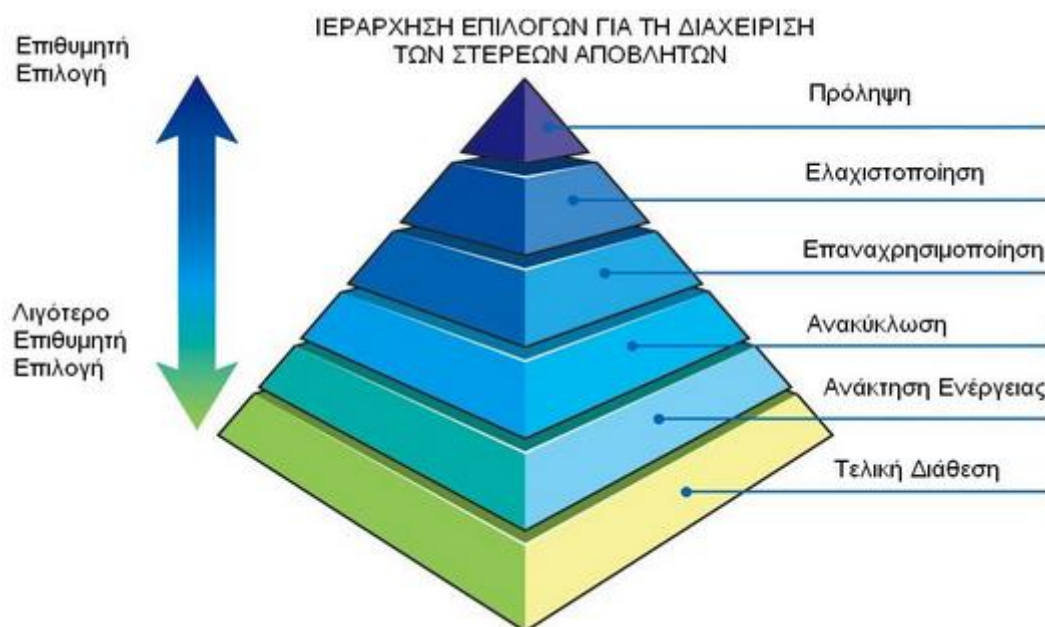 ΙΕΡΑΡΧΗΣΗ ΕΠΙΛΟΓΩΝ ΓΙΑ ΤΗ ΔΙΑΧΕΙΡΙΣΗ
ΤΩΝ ΣΤΕΡΕΩΝ ΑΠΟΒΛΗΤΩΝ
Επιθυμητή
Επιλογή
Λιγότερο
Επιθυμητή
Επιλογή
Πρόληψη
Ελαχιστοποίηση
Επαναχρησιμοποίηση
Ανακύκλωση
Ανάκτηση Ενέργειας
Τελική Διάθεση